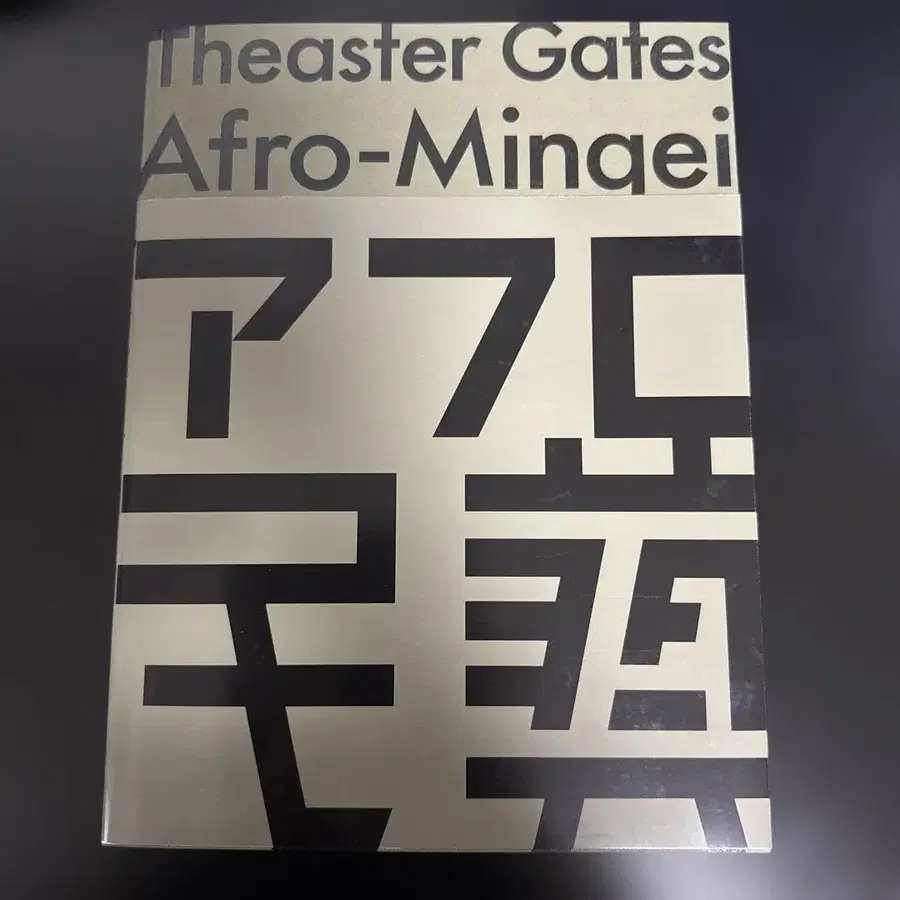 Theaster Gates
Afro-Mingei
アフロ
民藝